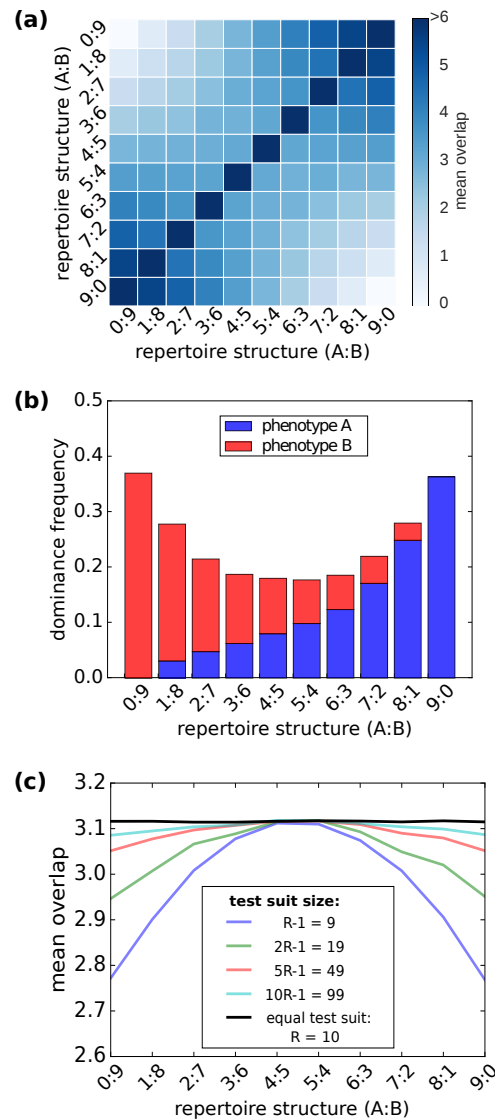 (a)
repertoire structure (A:B)
0:9
1:8
2:7
3:6
4:5
5:4
6:3
7:2
8:1
9:0
0:9 1:8 2:7 3:6 4:5 5:4 6:3 7:2 8:1 9:0
repertoire structure (A:B)
>6
5
4
3
2
1
0
mean overlap
(b)
dominance frequency
0.5
0.4
0.3
0.2
0.1
0.0
phenotype A
phenotype B
0:9 1:8 2:7 3:6 4:5 5:4 6:3 7:2 8:1 9:0
repertoire structure (A:B)
(c)
mean overlap
3.2
3.1
3.0
2.9
2.8
2.7
2.6
test suit size:
R-1 = 9
2R-1 = 19
5R-1 = 49
10R-1 = 99
equal test suit:
R = 10
0:9 1:8 2:7 3:6 4:5 5:4 6:3 7:2 8:1 9:0
repertoire structure (A:B)